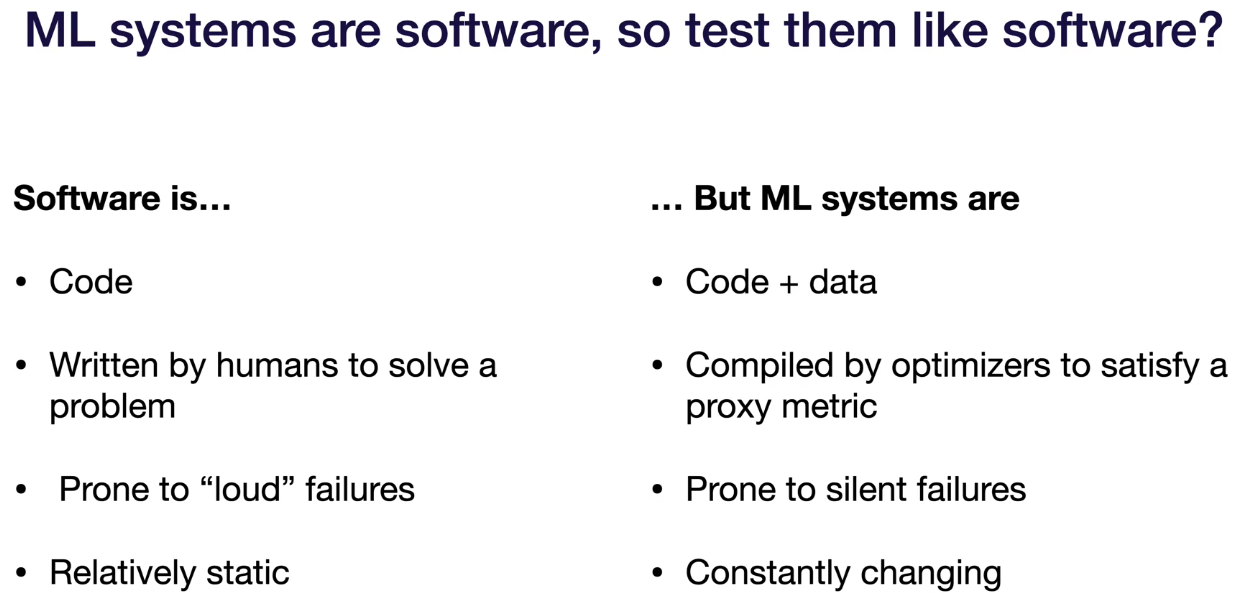 ML systems are software, so test them like software?
Software is…
• Code
• Written by humans to solve a
problem
• Prone to “loud” failures
• Relatively static
… But ML systems are
• Code + data
• Compiled by optimizers to satisfy a
proxy metric
• Prone to silent failures
• Constantly changing